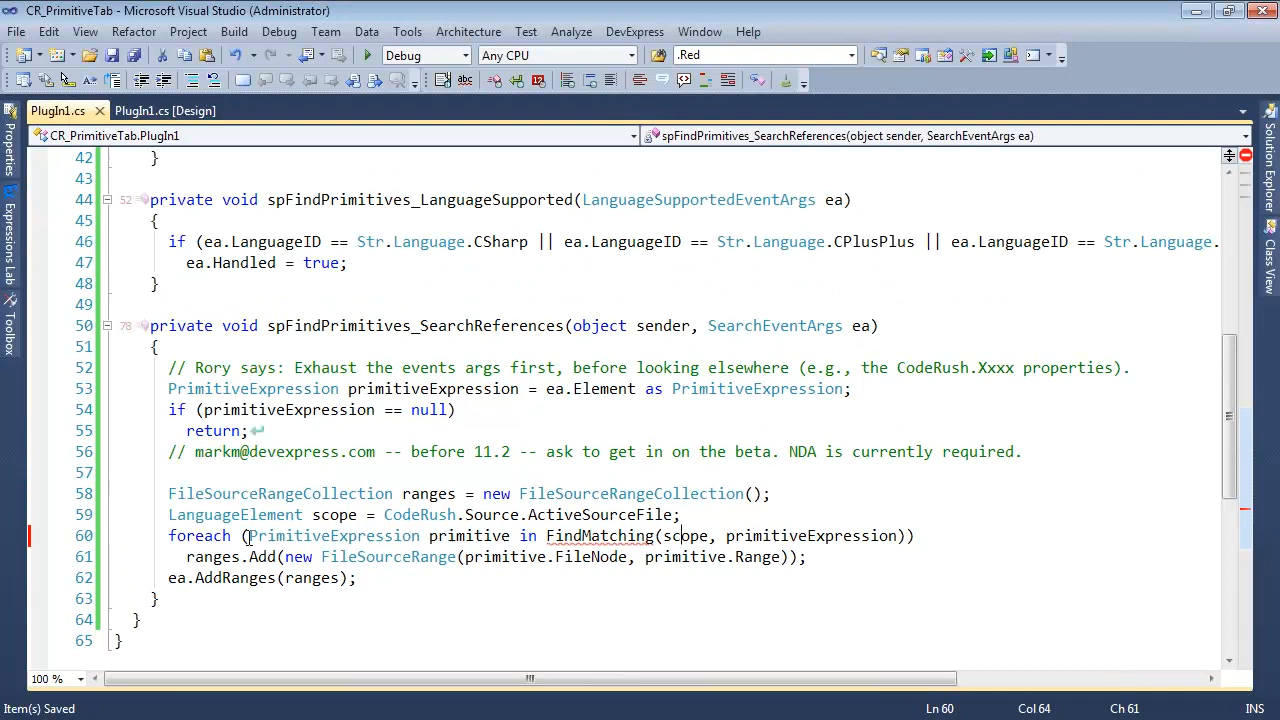 CR_PrimitiveTab - Microsoft Visual Studio (Administrator)
File Edit View Refactor Project Build Debug Team Data Tools Architecture Test Analyze DevExpress Window Help
Debug Any CPU .Red
PlugIn1.cs PlugIn1.cs [Design]
CR_PrimitiveTab.PlugIn1 spFindPrimitives_SearchReferences(object sender, SearchEventArgs ea)
42 }
43
44 52 private void spFindPrimitives_LanguageSupported(LanguageSupportedEventArgs ea)
45 {
46 if (ea.LanguageID == Str.Language.CSharp || ea.LanguageID == Str.Language.CPlusPlus || ea.LanguageID == Str.Language.
47 ea.Handled = true;
48 }
49
50 78 private void spFindPrimitives_SearchReferences(object sender, SearchEventArgs ea)
51 {
52 // Rory says: Exhaust the events args first, before looking elsewhere (e.g., the CodeRush.Xxxx properties).
53 PrimitiveExpression primitiveExpression = ea.Element as PrimitiveExpression;
54 if (primitiveExpression == null)
55 return;
56 // markm@devexpress.com -- before 11.2 -- ask to get in on the beta. NDA is currently required.
57
58 FileSourceRangeCollection ranges = new FileSourceRangeCollection();
59 LanguageElement scope = CodeRush.Source.ActiveSourceFile;
60 foreach (PrimitiveExpression primitive in FindMatching(scope, primitiveExpression))
61 ranges.Add(new FileSourceRange(primitive.FileNode, primitive.Range));
62 ea.AddRanges(ranges);
63 }
64 }
65 }
100 %
Item(s) Saved Ln 60 Col 64 Ch 61 INS
Properties
Expressions Lab
Toolbox
Solution Explorer
Class View